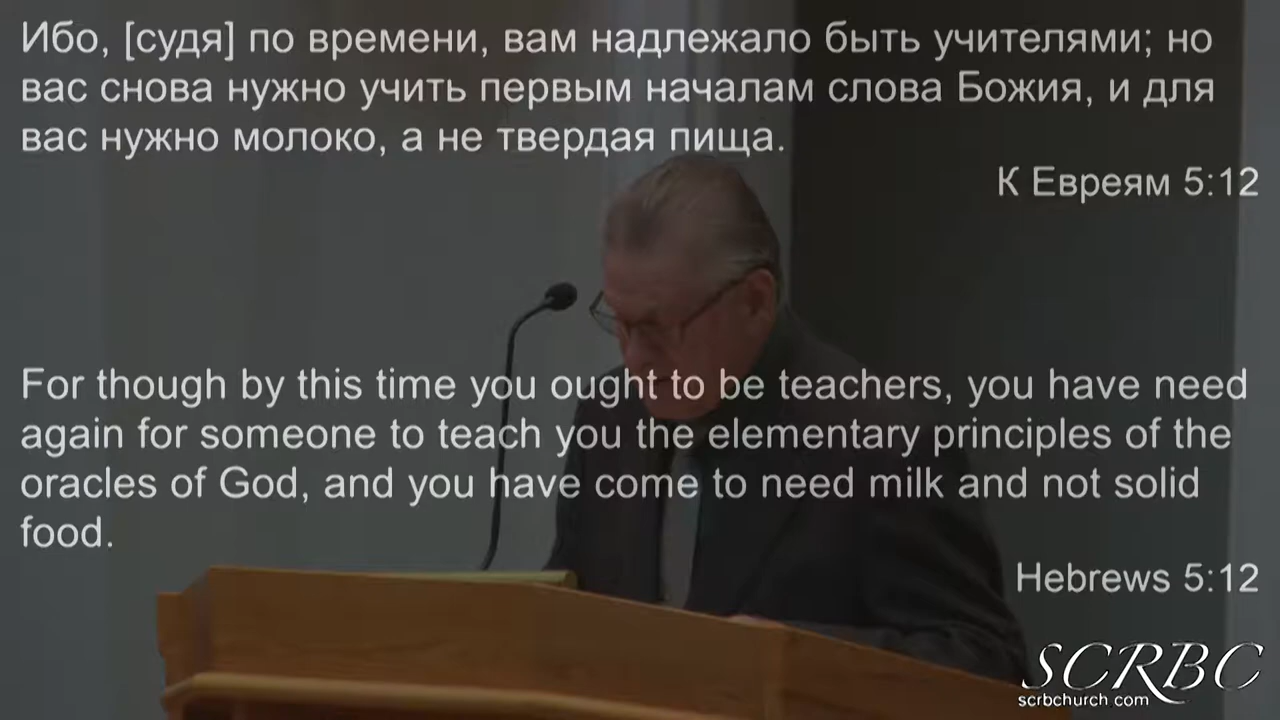 Ибо, [судя] по времени, вам надлежало быть учителями; но
вас снова нужно учить первым началам слова Божия, и для
вас нужно молоко, а не твердая пища.
К Евреям 5:12
For though by this time you ought to be teachers, you have need
again for someone to teach you the elementary principles of the
oracles of God, and you have come to need milk and not solid
food.
Hebrews 5:12
SCRBC
scrbchurch.com